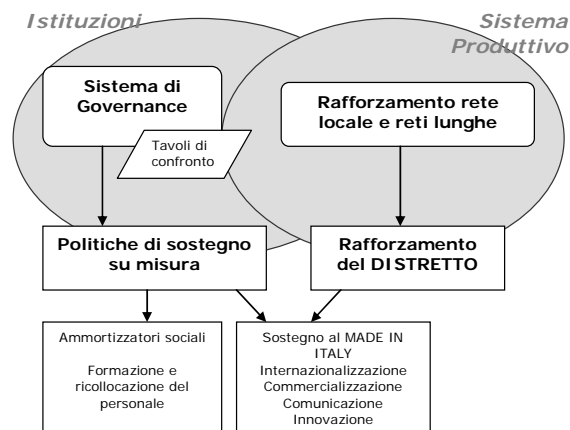 Istituzioni
Sistema
Produttivo
Sistema di
Governance
Rafforzamento rete
locale e reti lunghe
Tavoli di
confronto
Politiche di sostegno
su misura
Rafforzamento
del DISTRETTO
Ammortizzatori sociali
Formazione e
ricollocazione del
personale
Sostegno al MADE IN
ITALY
Internazionalizzazione
Commercializzazione
Comunicazione
Innovazione